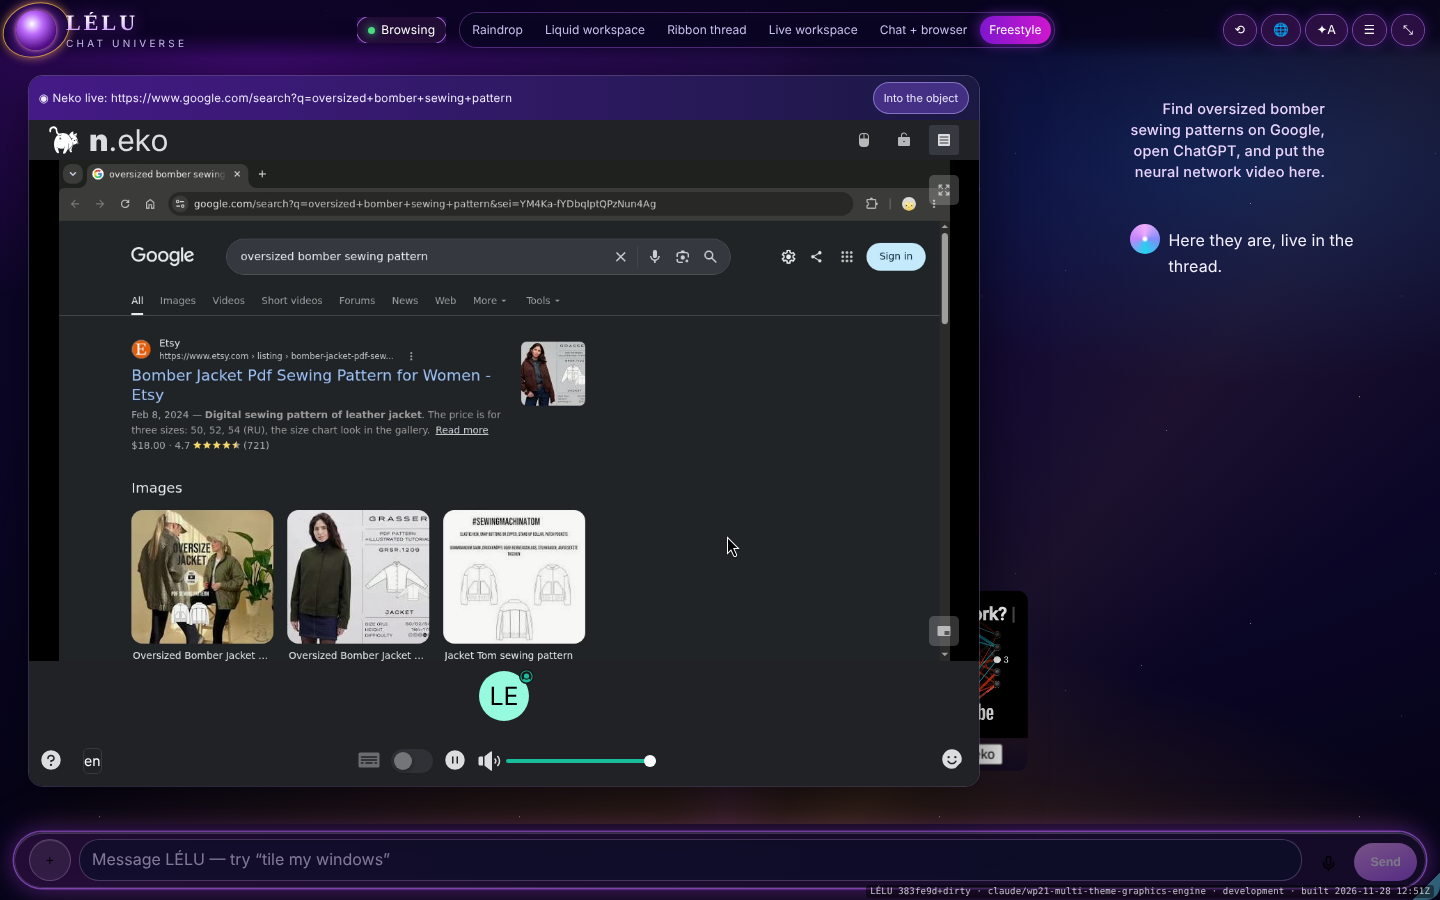 LÉLU
CHAT UNIVERSE
Browsing
Raindrop
Liquid workspace
Ribbon thread
Live workspace
Chat + browser
Freestyle
✦A
◉ Neko live: https://www.google.com/search?q=oversized+bomber+sewing+pattern
Into the object
n.eko
oversized bomber sewing
google.com/search?q=oversized+bomber+sewing+pattern&sei=YM4Ka-fYDbqlptQPzNun4Ag
Google
oversized bomber sewing pattern
Sign in
All
Images
Videos
Short videos
Forums
News
Web
More
Tools
Etsy
https://www.etsy.com › listing › bomber-jacket-pdf-sew...
Bomber Jacket Pdf Sewing Pattern for Women -
Etsy
Feb 8, 2024 — Digital sewing pattern of leather jacket. The price is for
three sizes: 50, 52, 54 (RU), the size chart look in the gallery. Read more
$18.00 · 4.7 ★★★★★ (721)
Images
OVERSIZE
JACKET
GRASSER
PDF PATTERN
+ILLUSTRATED TUTORIAL
GRSR.1209
JACKET
#SEWINGMACHINATOM
Oversized Bomber Jacket ...
Oversized Bomber Jacket ...
Jacket Tom sewing pattern
LE
en
Find oversized bomber
sewing patterns on Google,
open ChatGPT, and put the
neural network video here.
Here they are, live in the
thread.
ork?
3
be
eko
Message LÉLU — try “tile my windows”
Send
LÉLU 383fe9d+dirty · claude/wp21-multi-theme-graphics-engine · development · built 2026-11-28 12:51Z